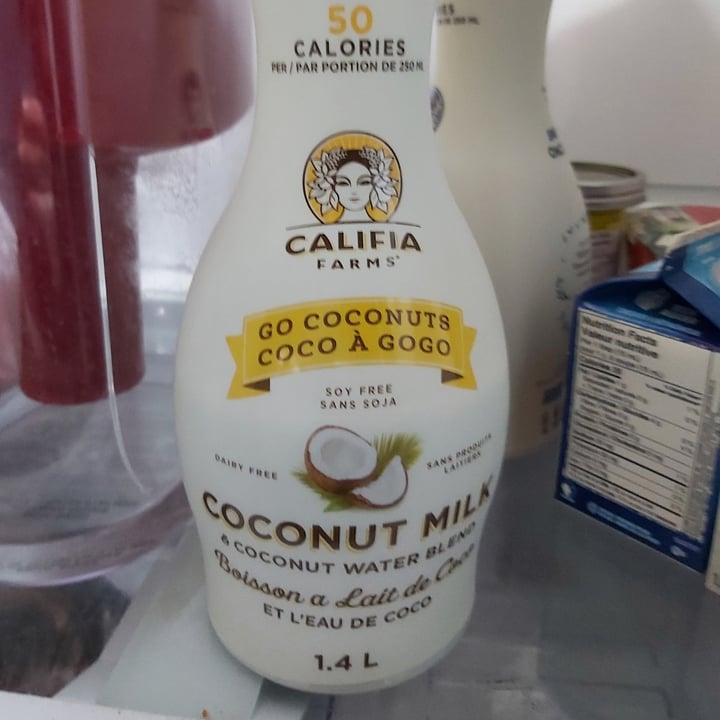 50
CALORIES
PER / PAR PORTION DE 250 ML
CALIFIA
FARMS
GO COCONUTS
COCO À GOGO
SOY FREE
SANS SOJA
DAIRY FREE
SANS PRODUITS
LAITIERS
COCONUT MILK
& COCONUT WATER BLEND
Boisson a Lait de Coco
ET L'EAU DE COCO
1.4 L
Nutrition Facts
Valeur nutritive